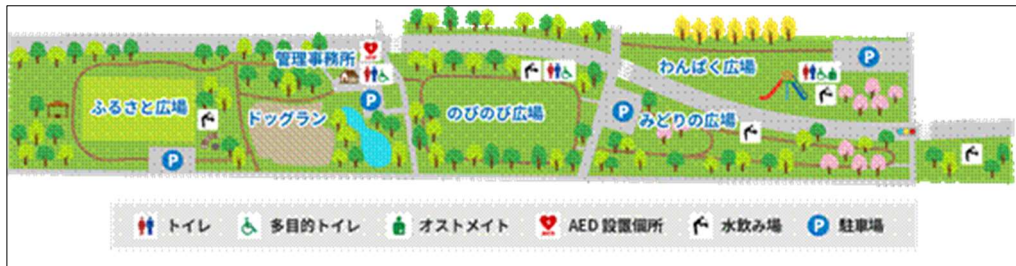 管理事務所
わんぱく広場
ふるさと広場
ドッグラン
のびのび広場
みどりの広場
P
P
P
P
トイレ
多目的トイレ
オストメイト
AED
AED 設置個所
水飲み場
P
駐車場